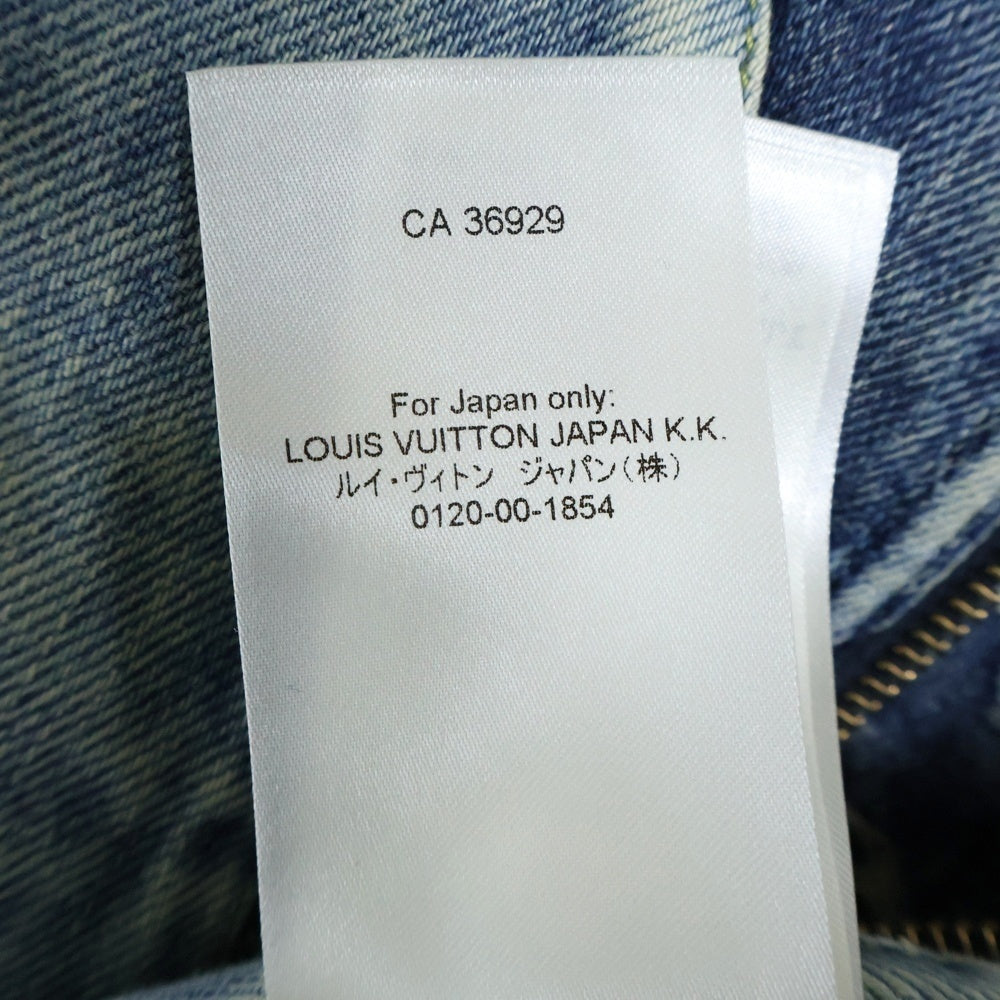 CA 36929
For Japan only:
LOUIS VUITTON JAPAN K.K.
ルイ・ヴィトン ジャパン(株)
0120-00-1854